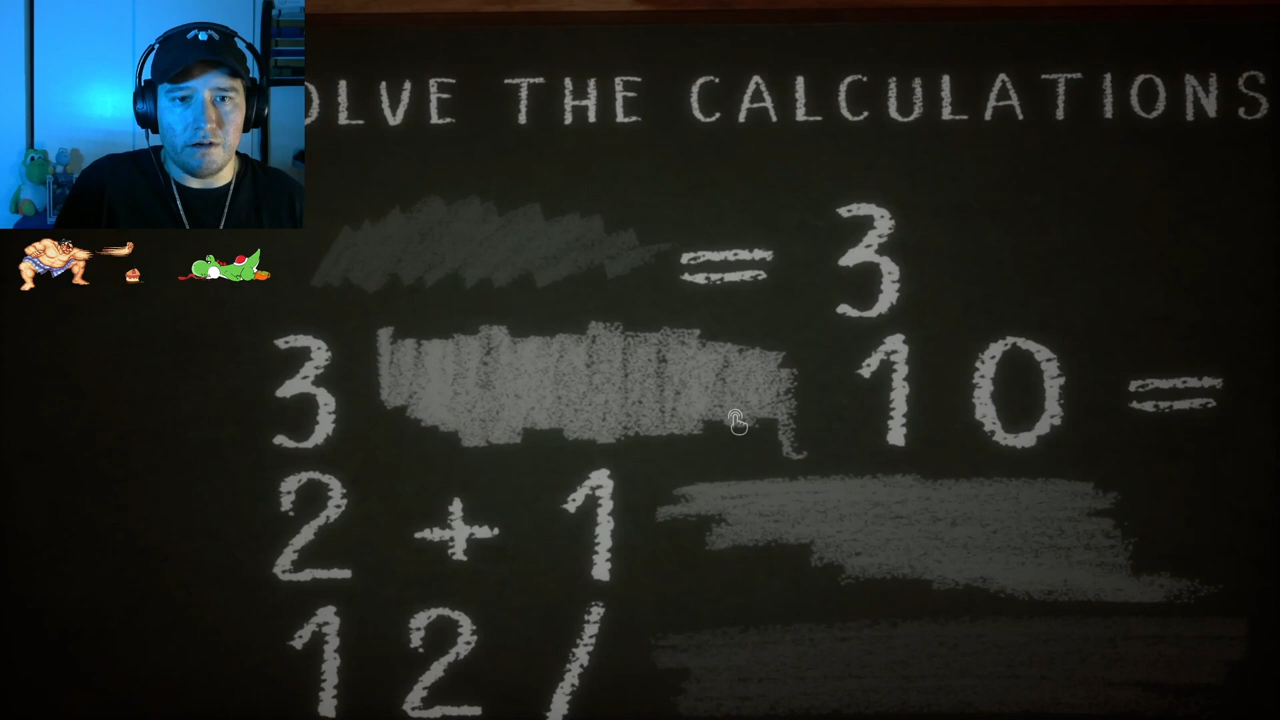 OLVE THE CALCULATIONS
= 3
3 10 =
2 + 1
12 /